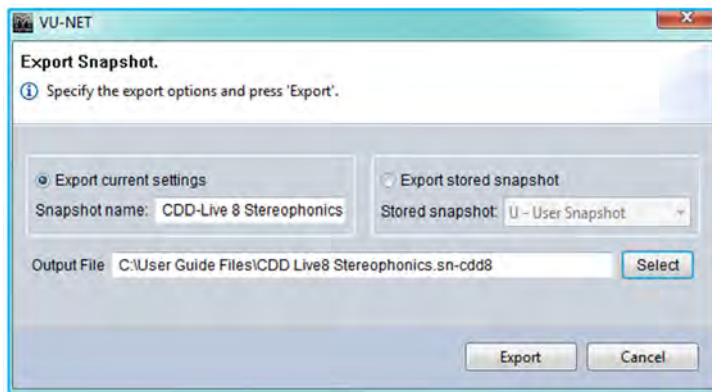 VU-NET
Export Snapshot.
Specify the export options and press 'Export'.
Export current settings
Export stored snapshot
Snapshot name: CDD-Live 8 Stereophonics
Stored snapshot: U - User Snapshot
Output File C:\User Guide Files\CDD Live8 Stereophonics.sn-cdd8 Select
Export Cancel